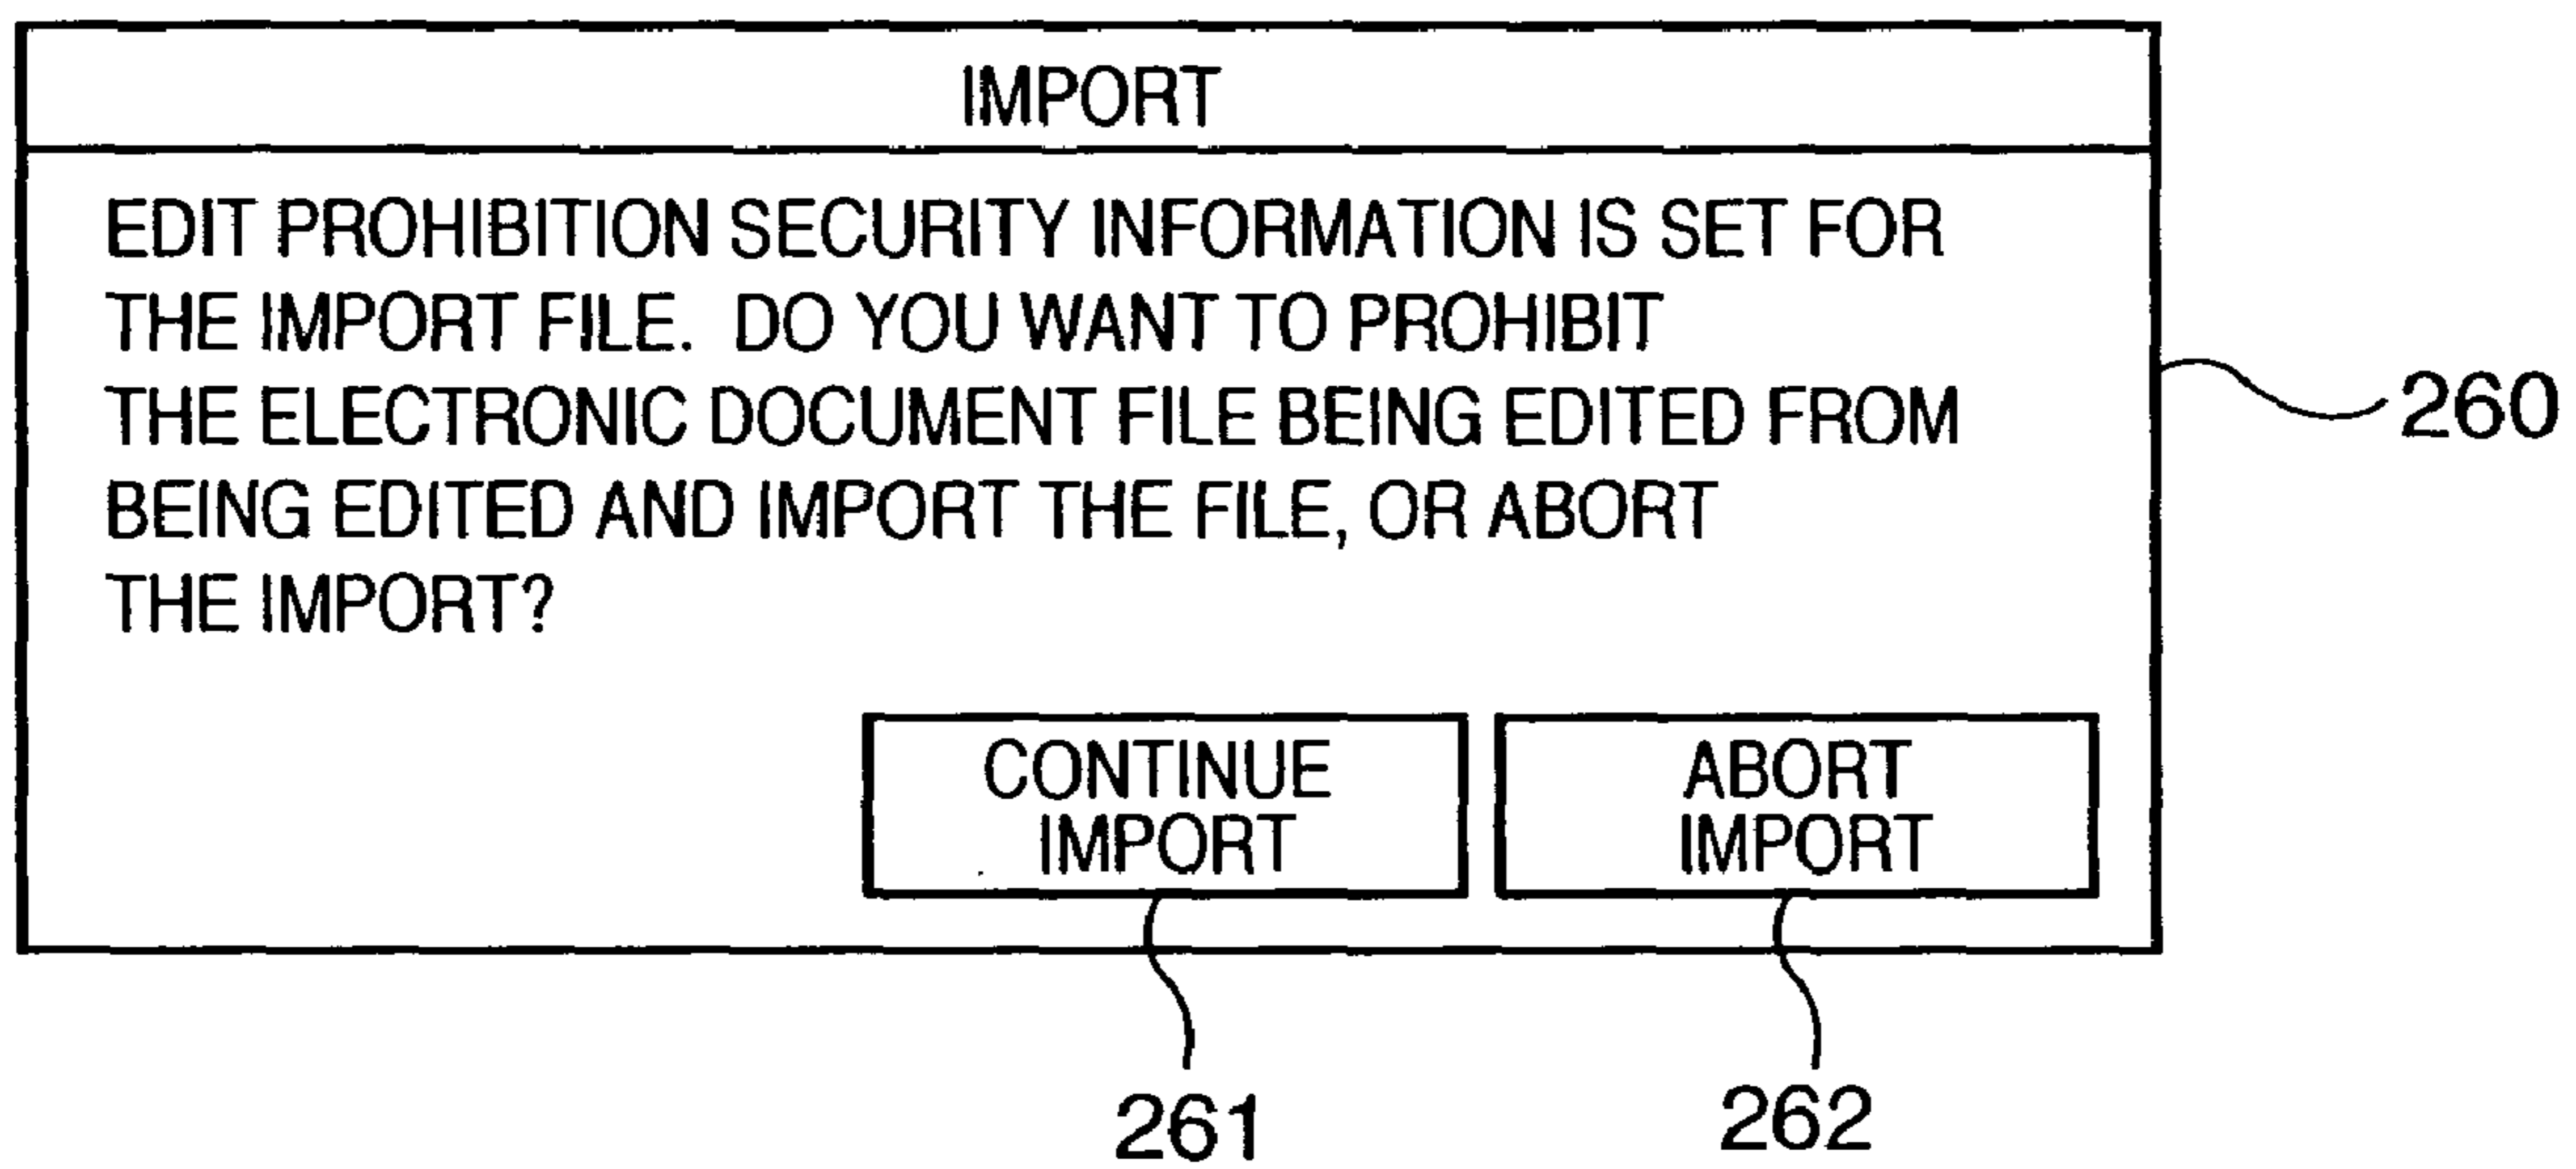 IMPORT
EDIT PROHIBITION SECURITY INFORMATION IS SET FOR
THE IMPORT FILE. DO YOU WANT TO PROHIBIT
THE ELECTRONIC DOCUMENT FILE BEING EDITED FROM
BEING EDITED AND IMPORT THE FILE, OR ABORT
THE IMPORT?
260
CONTINUE
IMPORT
ABORT
IMPORT
261
262